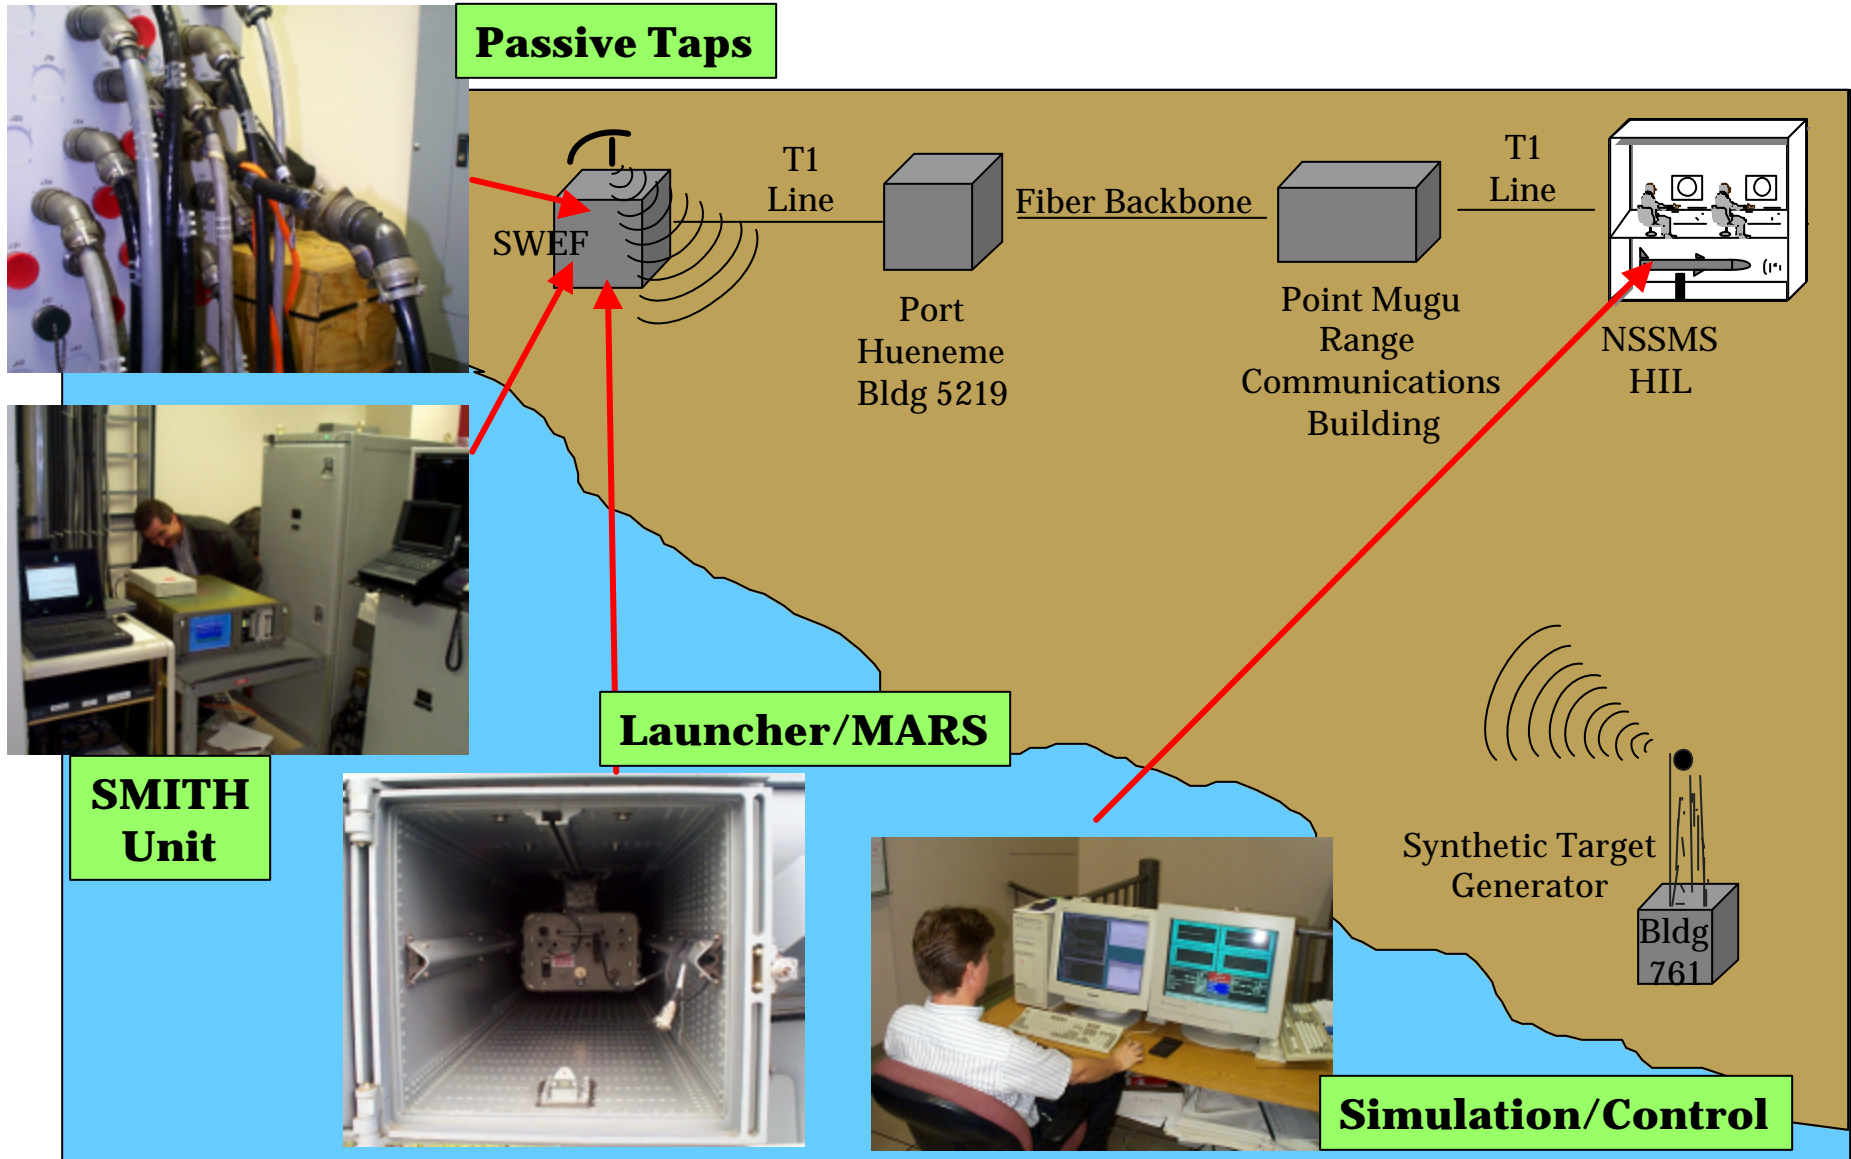 Passive Taps
T1
Line
Fiber Backbone
T1
Line
SWEF
Port
Hueneme
Bldg 5219
Point Mugu
Range
Communications
Building
NSSMS
HIL
Launcher/MARS
SMITH
Unit
Synthetic Target
Generator
Bldg
761
Simulation/Control